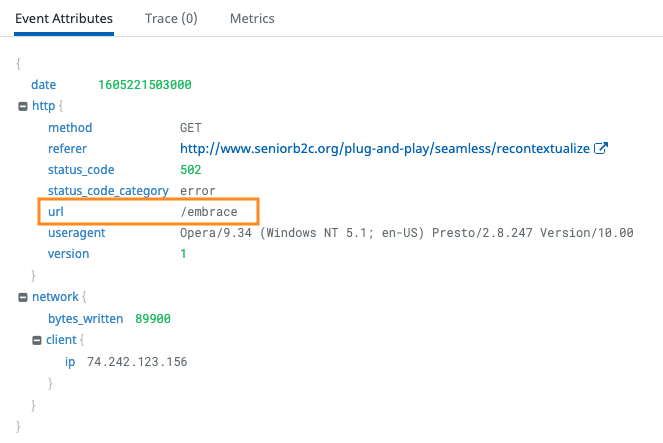 Event Attributes Trace (0) Metrics
{
date 1605221503000
http {
method GET
referer http://www.seniorb2c.org/plug-and-play/seamless/recontextualize
status_code 502
status_code_category error
url /embrace
useragent Opera/9.34 (Windows NT 5.1; en-US) Presto/2.8.247 Version/10.00
version 1
}
network {
bytes_written 89900
client {
ip 74.242.123.156
}
}
}